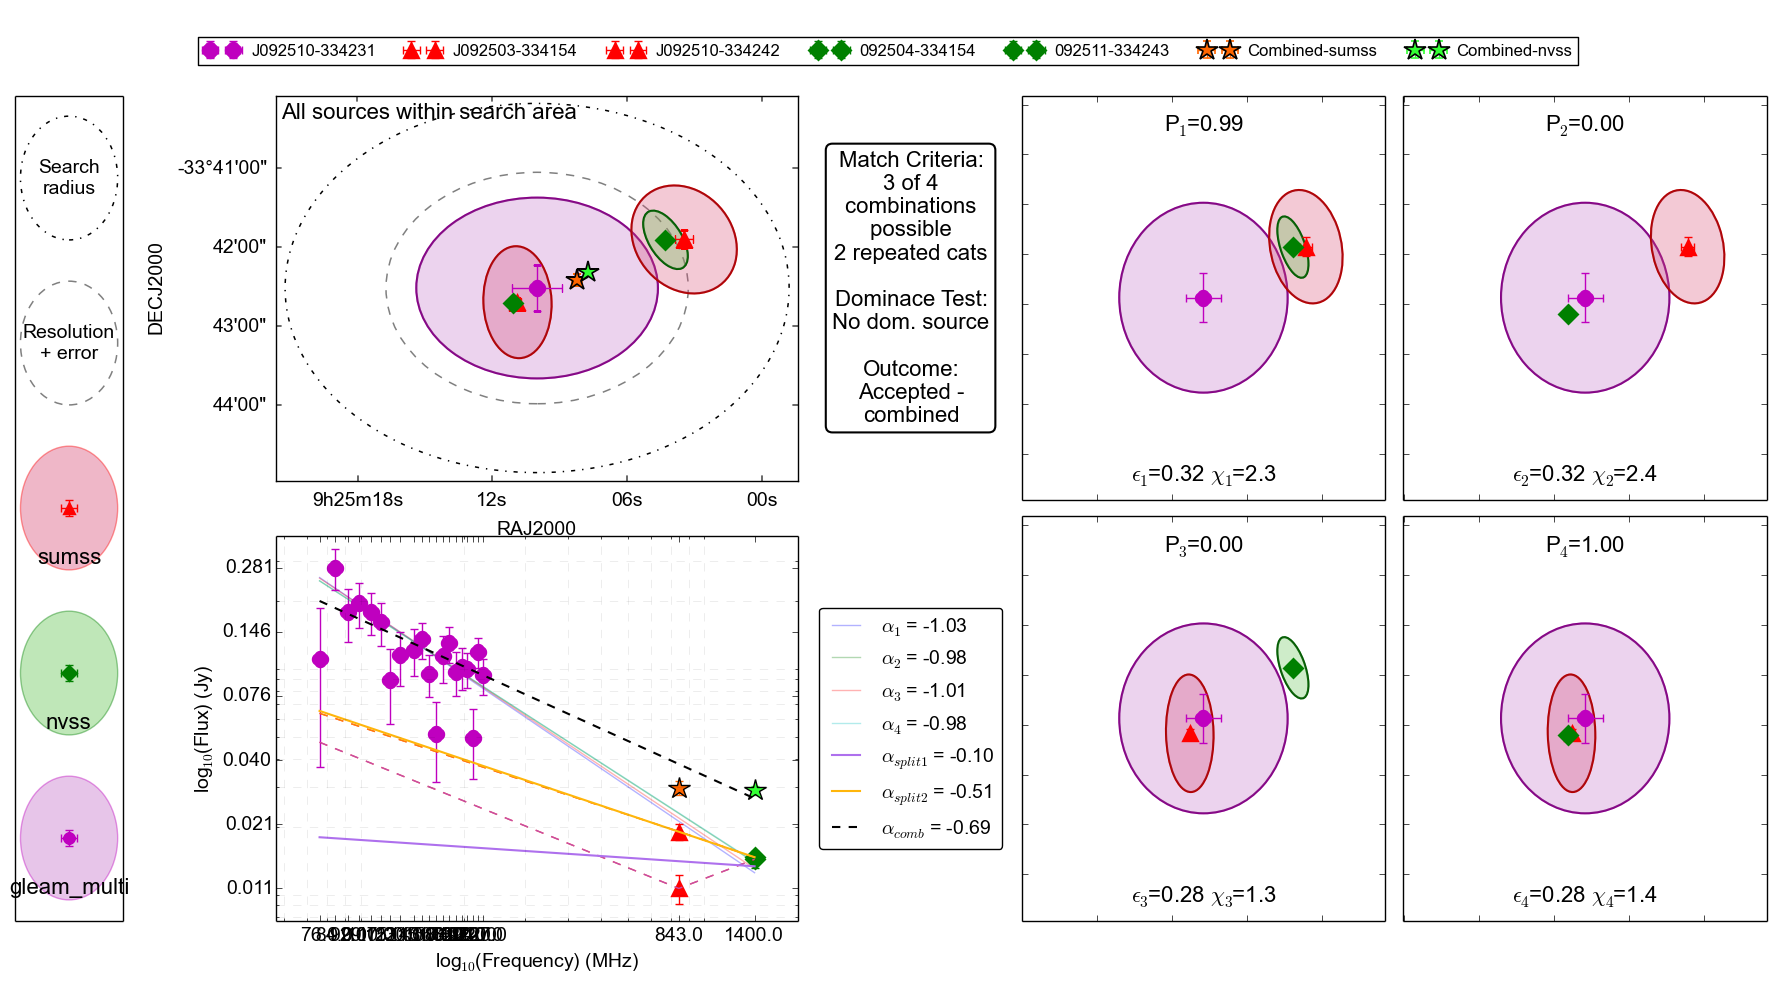 J092510-334231 J092503-334154 J092510-334242 092504-334154 092511-334243 Combined-sumss Combined-nvss
Search
radius
Resolution
+ error
sumss
nvss
gleam_multi
All sources within search area
DECJ2000
-33°41'00"
42'00"
43'00"
44'00"
9h25m18s 12s 06s 00s
RAJ2000
Match Criteria:
3 of 4
combinations
possible
2 repeated cats
Dominace Test:
No dom. source
Outcome:
Accepted -
combined
P1=0.99
ϵ1=0.32 χ1=2.3
P2=0.00
ϵ2=0.32 χ2=2.4
log10(Flux) (Jy)
0.281
0.146
0.076
0.040
0.021
0.011
843.0 1400.0
log10(Frequency) (MHz)
α1 = -1.03
α2 = -0.98
α3 = -1.01
α4 = -0.98
αsplit1 = -0.10
αsplit2 = -0.51
αcomb = -0.69
P3=0.00
ϵ3=0.28 χ3=1.3
P4=1.00
ϵ4=0.28 χ4=1.4